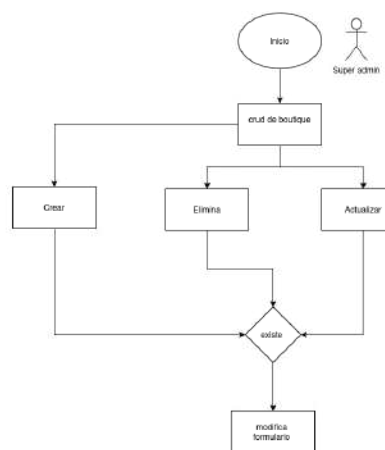 Inicio
Super admin
crud de boutique
Crear
Elimina
Actualizar
existe
modifica
formulario